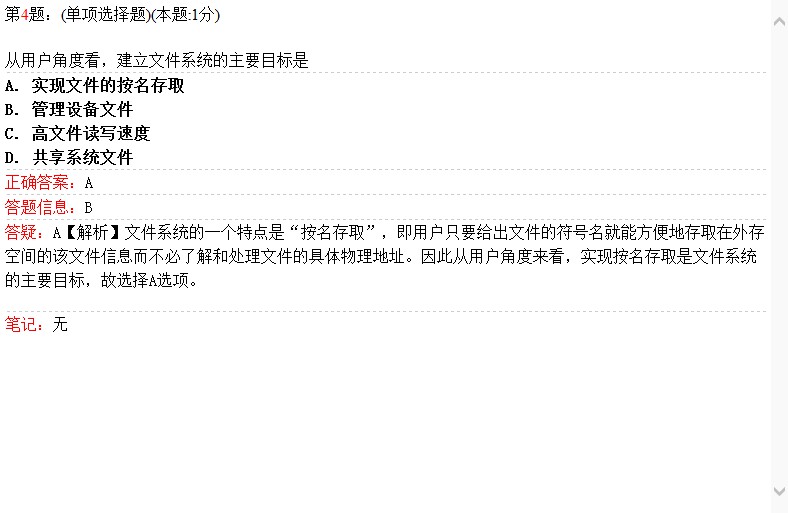 第4题：(单项选择题)(本题:1分)
从用户角度看，建立文件系统的主要目标是
A. 实现文件的按名存取
B. 管理设备文件
C. 高文件读写速度
D. 共享系统文件
正确答案：A
答题信息：B
答疑：A【解析】文件系统的一个特点是“按名存取”，即用户只要给出文件的符号名就能方便地存取在外存
空间的该文件信息而不必了解和处理文件的具体物理地址。因此从用户角度来看，实现按名存取是文件系统
的主要目标，故选择A选项。
笔记：无